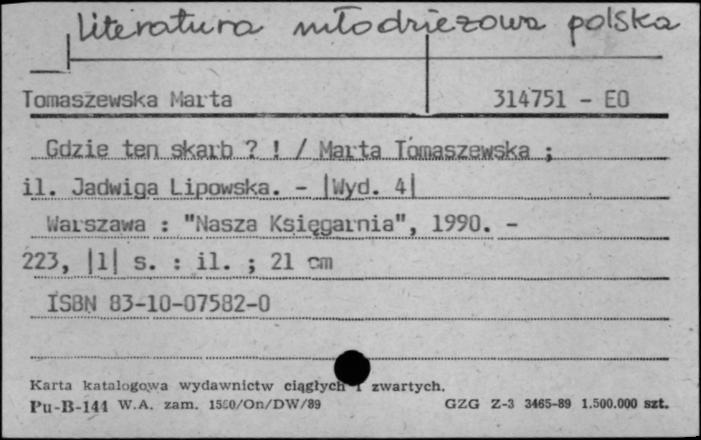 literatura młodzieżowa polska
Tomaszewska Marta 314751 - EO
Gdzie ten skarb ? ! / Marta Tomaszewska ;
il. Jadwiga Lipowska. - |Wyd. 4|
Warszawa : "Nasza Księgarnia", 1990. -
223, |1| s. : il. ; 21 cm
ISBN 83-10-07582-0
Karta katalogowa wydawnictw ciągłych i zwartych.
Pu-B-144 W.A. zam. /On/DW/89 GZG Z-3 3465-89 1.500.000 szt.